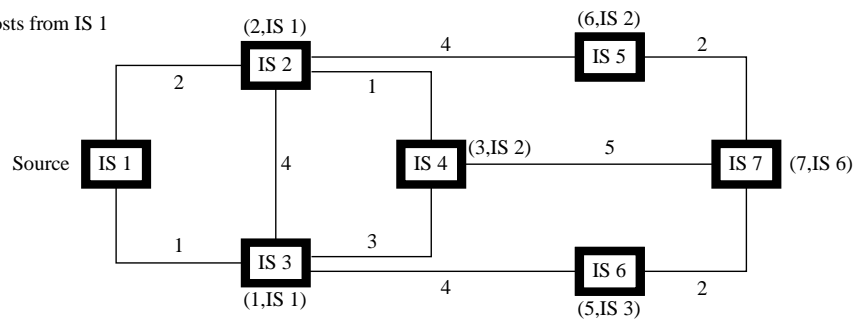 osts from IS 1
(2,IS 1)
(6,IS 2)
IS 2
4
IS 5
2
2
1
Source
IS 1
4
IS 4
(3,IS 2)
5
IS 7
(7,IS 6)
1
3
IS 3
4
IS 6
2
(1,IS 1)
(5,IS 3)